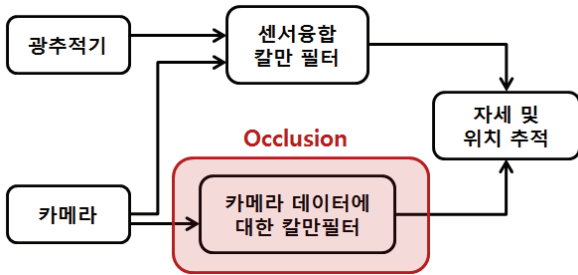 광추적기
센서융합
칼만 필터
자세 및
위치 추적
Occlusion
카메라
카메라 데이터에
대한 칼만필터